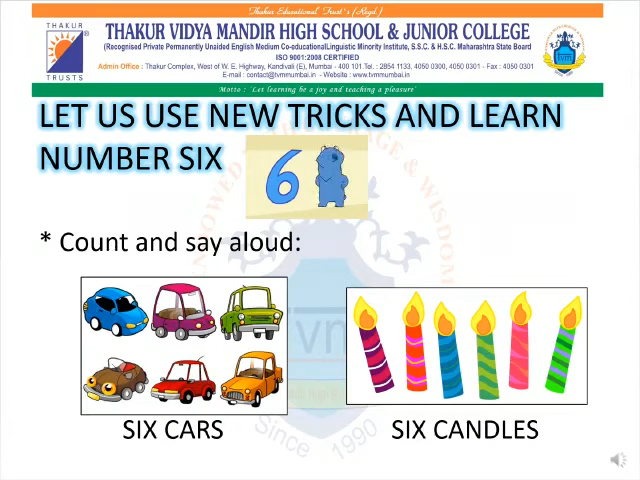 Thakur Educational Trust's (Regd.)
THAKUR
TRUSTS
®
THAKUR VIDYA MANDIR HIGH SCHOOL & JUNIOR COLLEGE
(Recognised Private Permanently Unaided English Medium Co-educationalLinguistic Minority Institute, S.S.C. & H.S.C. Maharashtra State Board
ISO 9001:2008 CERTIFIED
Admin Office : Thakur Complex, West of W. E. Highway, Kandivali (E), Mumbai - 400 101.Tel. : 2854 1133, 4050 0300, 4050 0301 - Fax : 4050 0301
E-mail : contact@tvmmumbai.in - Website : www.tvmmumbai.in
tvm
Motto : 'Let learning be a joy and teaching a pleasure'
LET US USE NEW TRICKS AND LEARN
NUMBER SIX
6
* Count and say aloud:
SIX CARS
SIX CANDLES
Since 1990